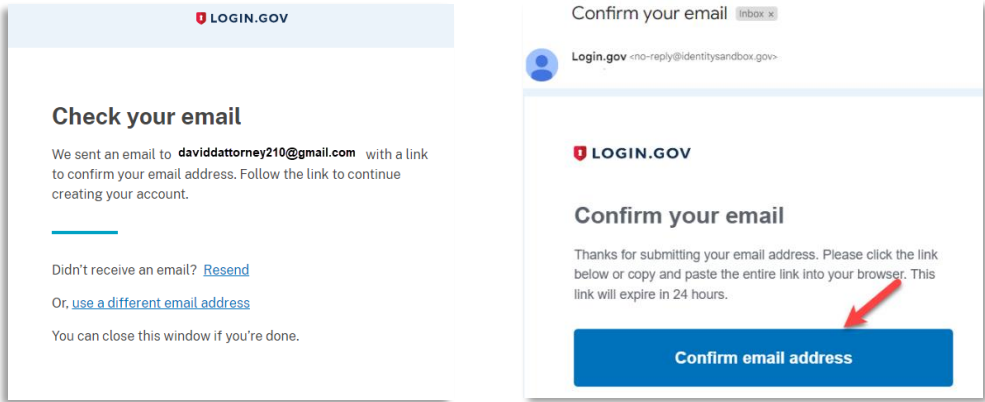 LOGIN.GOV
Check your email
We sent an email to daviddattorney210@gmail.com with a link
to confirm your email address. Follow the link to continue
creating your account.
Didn't receive an email? Resend
Or, use a different email address
You can close this window if you're done.
Confirm your email Inbox x
Login.gov <no-reply@identitysandbox.gov>
LOGIN.GOV
Confirm your email
Thanks for submitting your email address. Please click the link
below or copy and paste the entire link into your browser. This
link will expire in 24 hours.
Confirm email address